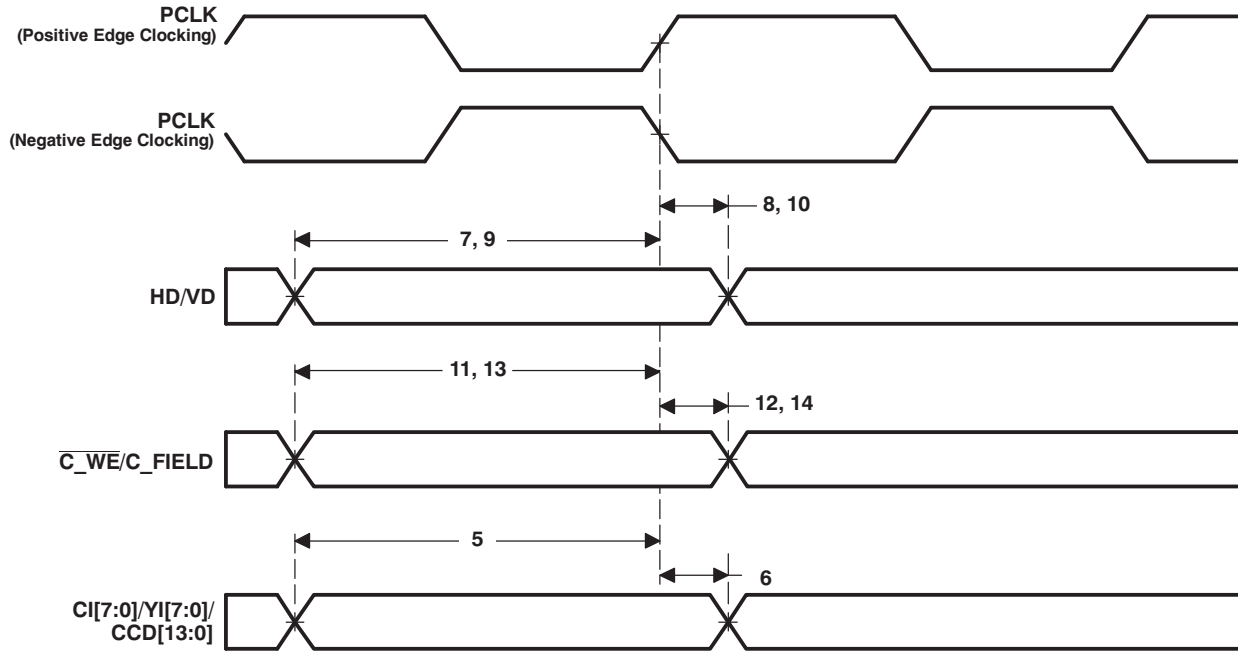 PCLK
(Positive Edge Clocking)
PCLK
(Negative Edge Clocking)
8, 10
7, 9
HD/VD
11, 13
12, 14
C_WE/C_FIELD
5
6
CI[7:0]/YI[7:0]/
CCD[13:0]